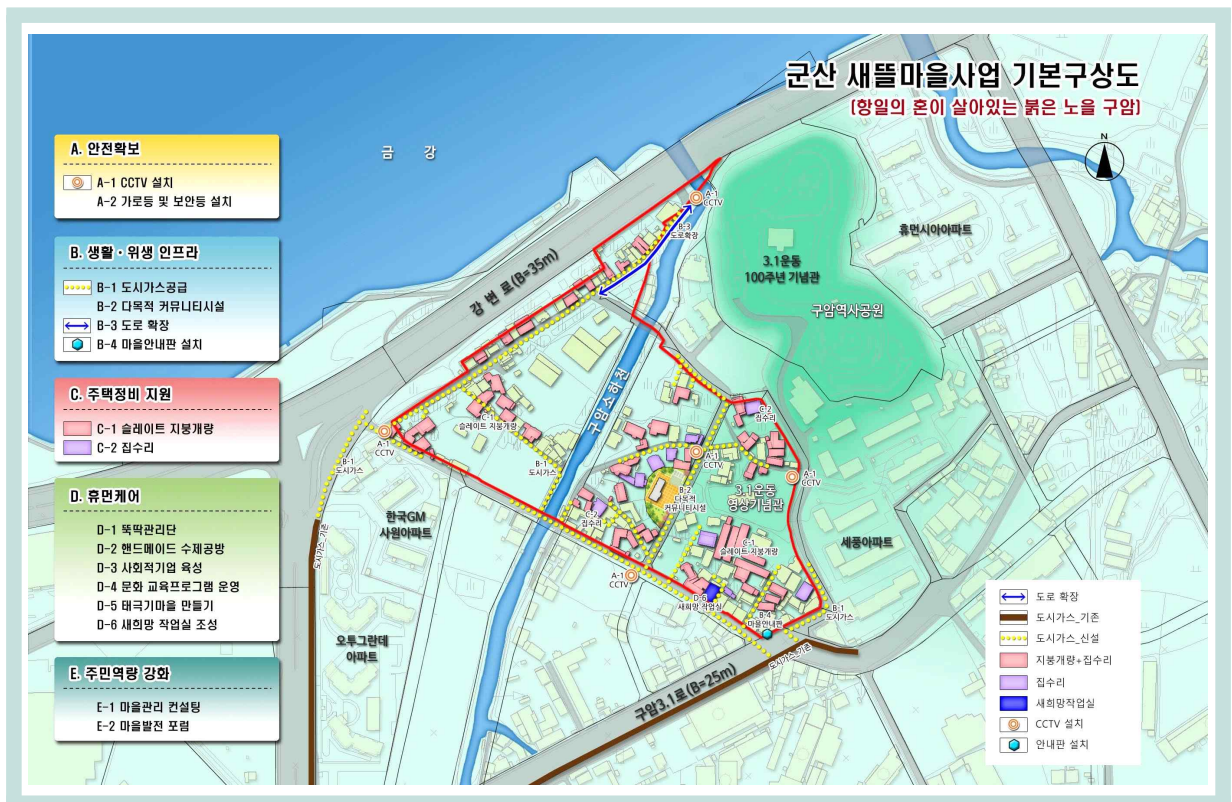 군산 새뜰마을사업 기본구상도
(항일의 혼이 살아있는 붉은 노을 구암)
A. 안전확보
A-1 CCTV 설치
A-2 가로등 및 보안등 설치
B. 생활·위생 인프라
B-1 도시가스공급
B-2 다목적 커뮤니티시설
B-3 도로 확장
B-4 마을안내판 설치
C. 주택정비 지원
C-1 슬레이트 지붕개량
C-2 집수리
D. 휴먼케어
D-1 뚝딱관리단
D-2 핸드메이드 수제공방
D-3 사회적기업 육성
D-4 문화 교육프로그램 운영
D-5 태극기마을 만들기
D-6 새희망 작업실 조성
E. 주민역량 강화
E-1 마을관리 컨설팅
E-2 마을발전 포럼
금 강
N
강 변 로(B=35m)
A-1
CCTV
B-3
도로확장
3.1운동
100주년 기념관
휴먼시아아파트
구암역사공원
구암소하천
C-1
슬레이트 지붕개량
C-2
집수리
A-1
CCTV
B-1
도시가스
B-1
도시가스
A-1
CCTV
A-1
CCTV
B-2
다목적
커뮤니티시설
3.1운동
영상기념관
C-2
집수리
한국GM
사원아파트
도시가스_기존
세풍아파트
C-1
슬레이트·지붕개량
A-1
CCTV
D-6
새희망 작업실
B-4
마을안내판
B-1
도시가스
오투그란데
아파트
도시가스_기존
구암3.1로(B=25m)
도로 확장
도시가스_기존
도시가스_신설
지붕개량+집수리
집수리
새희망작업실
CCTV 설치
안내판 설치